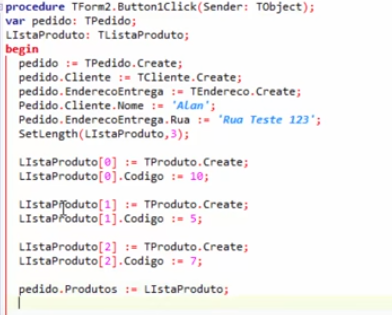 procedure TForm2.Button1Click(Sender: TObject);
var pedido: TPedido;
LIstaProduto: TListaProduto;
begin
pedido := TPedido.Create;
pedido.Cliente := TCliente.Create;
pedido.EnderecoEntrega := TEndereco.Create;
Pedido.Cliente.Nome := 'Alan';
Pedido.EnderecoEntrega.Rua := 'Rua Teste 123';
SetLength(LIstaProduto,3);
LIstaProduto[0] := TProduto.Create;
LIstaProduto[0].Codigo := 10;
LIstaProduto[1] := TProduto.Create;
LIstaProduto[1].Codigo := 5;
LIstaProduto[2] := TProduto.Create;
LIstaProduto[2].Codigo := 7;
pedido.Produtos := LIstaProduto;